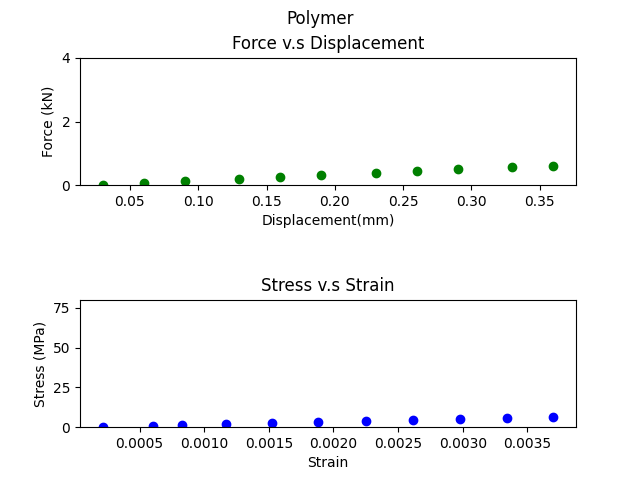 Polymer
Force v.s Displacement
4
2
0
Force (kN)
0.05 0.10 0.15 0.20 0.25 0.30 0.35
Displacement(mm)
Stress v.s Strain
75
50
25
0
Stress (MPa)
0.0005 0.0010 0.0015 0.0020 0.0025 0.0030 0.0035
Strain